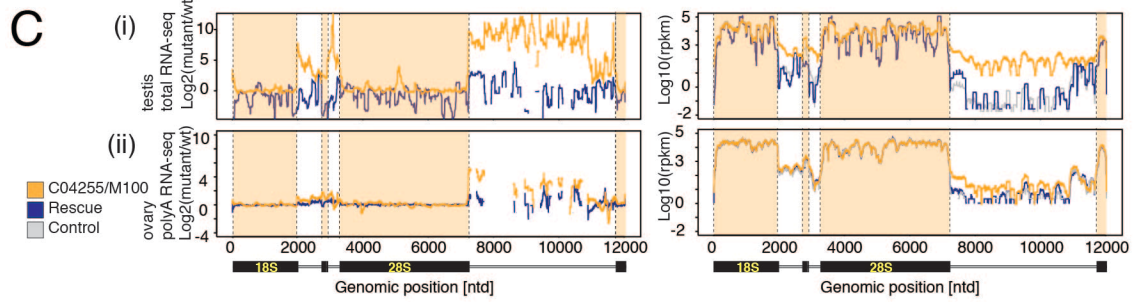 C
(i)
testis
total RNA-seq
Log2(mutant/wt)
10
5
0
Log10(rpkm)
5
3
0
-2
(ii)
ovary
polyA RNA-seq
Log2(mutant/wt)
10
4
2
0
-4
Log10(rpkm)
5
3
0
-2
C04255/M100
Rescue
Control
0 2000 4000 6000 8000 10000 12000
0 2000 4000 6000 8000 10000 12000
18S 28S
18S 28S
Genomic position [ntd]
Genomic position [ntd]